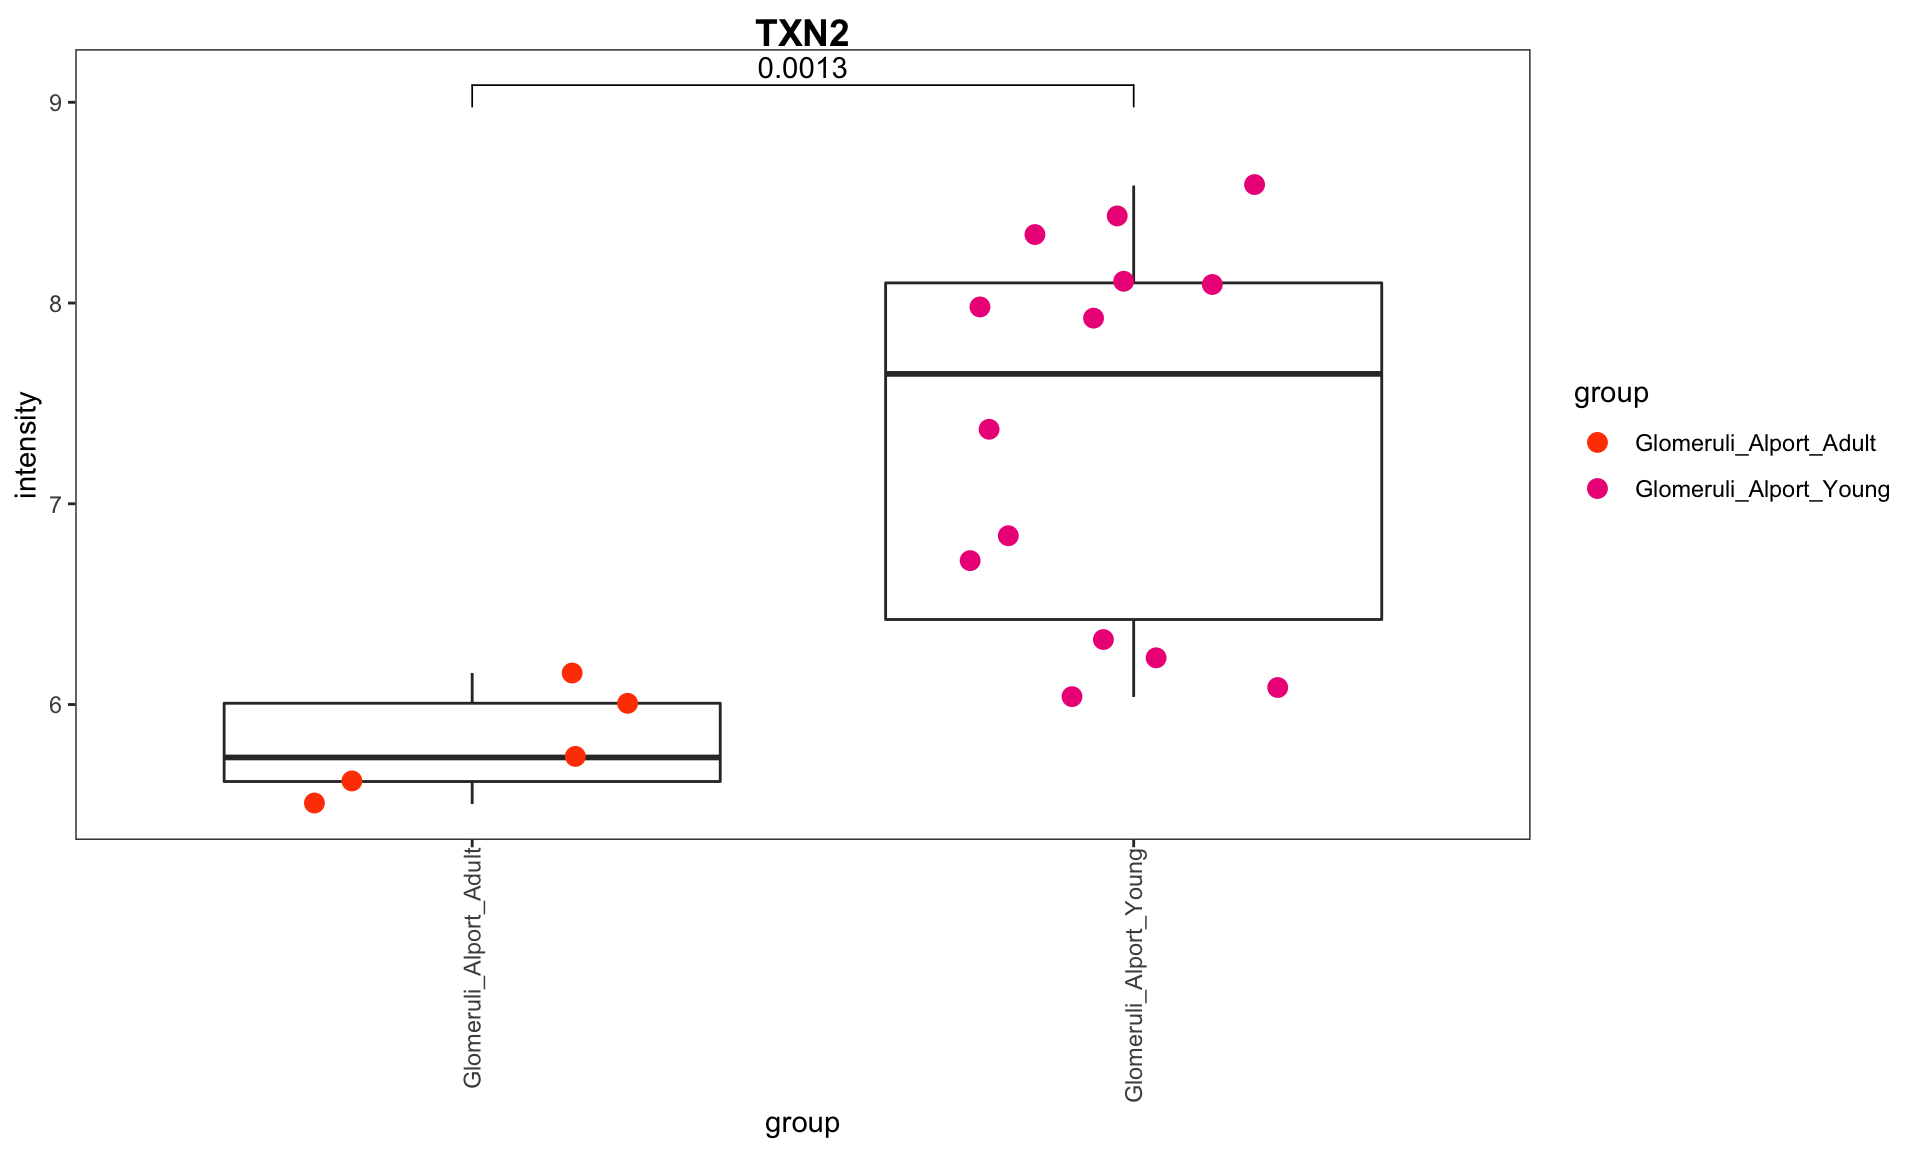 TXN2
0.0013
9
8
7
6
intensity
Glomeruli_Alport_Adult
Glomeruli_Alport_Young
group
group
Glomeruli_Alport_Adult
Glomeruli_Alport_Young